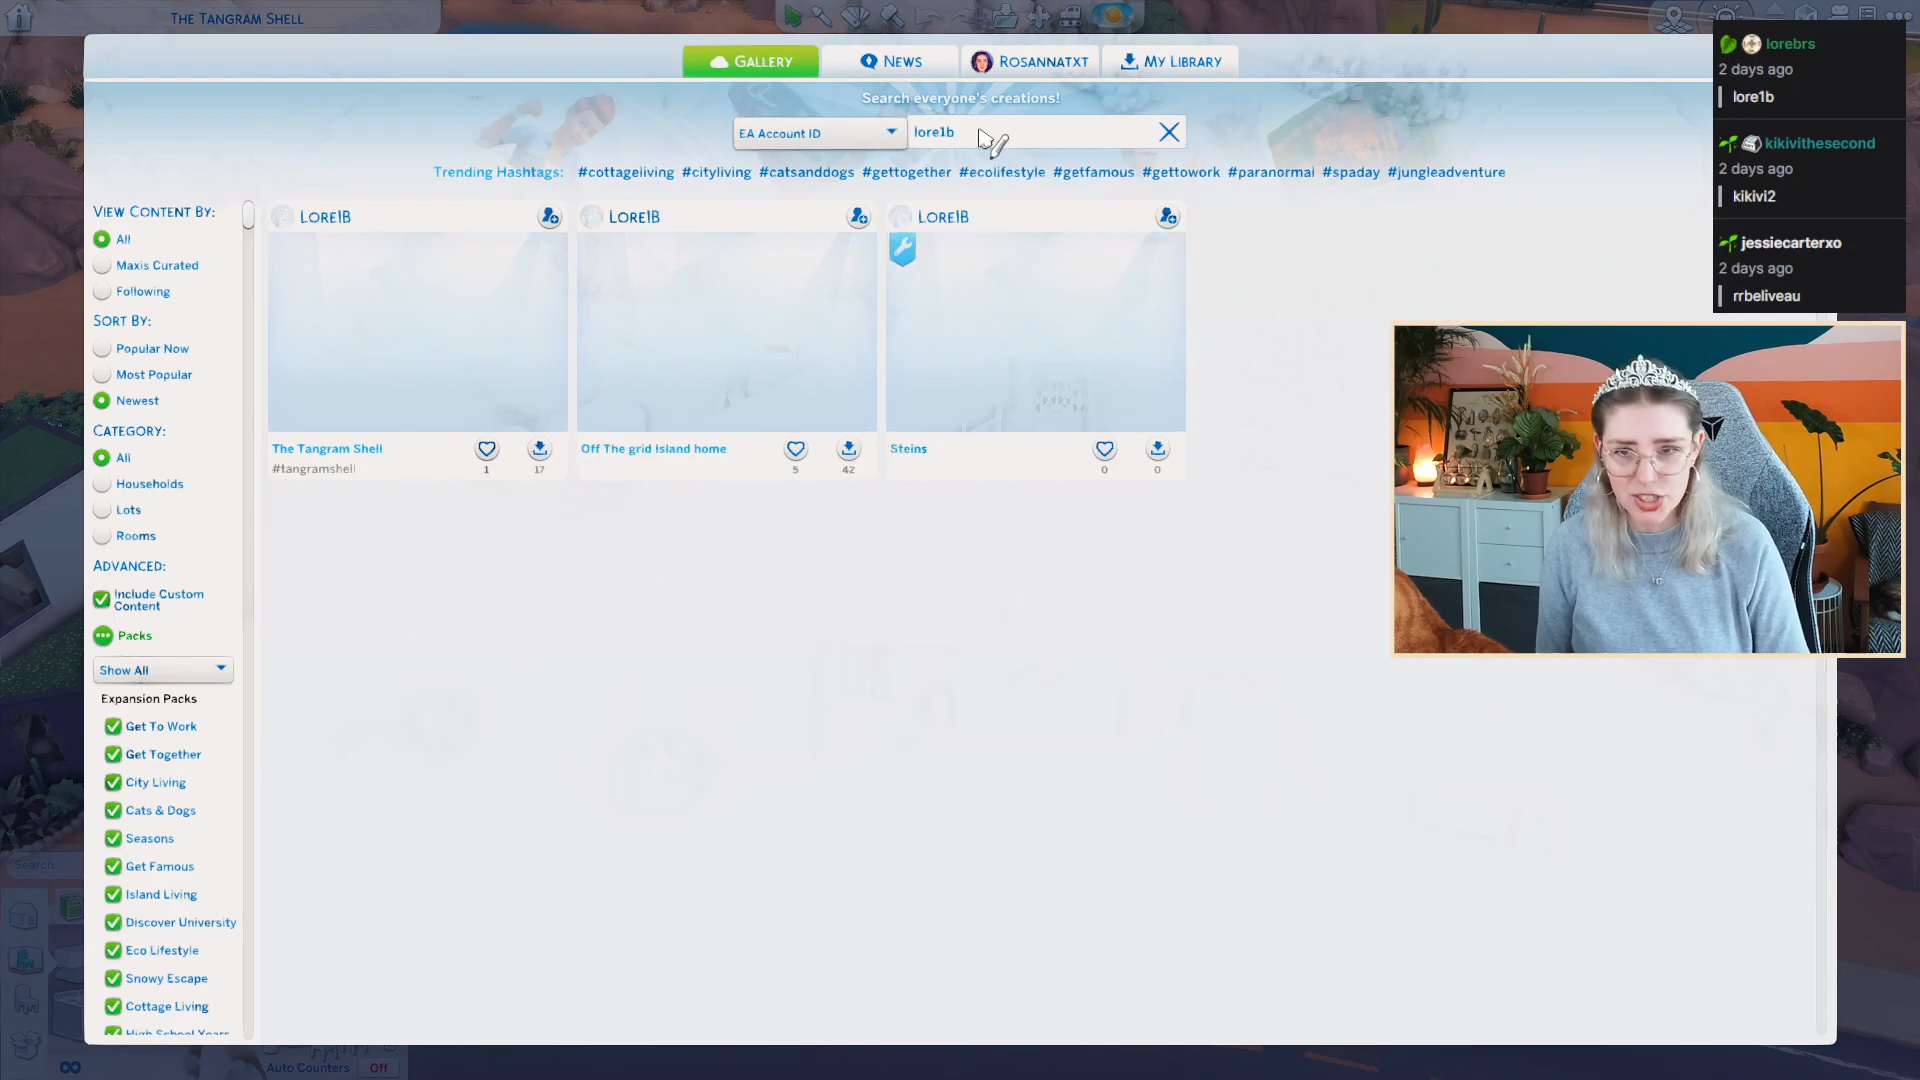 THE TANGRAM SHELL
GALLERY
NEWS
ROSANNATXT
MY LIBRARY
Search everyone's creations!
EA Account ID
lore1b
Trending Hashtags: #cottageliving #cityliving #catsanddogs #gettogether #ecolifestyle #getfamous #gettowork #paranormal #spaday #jungleadventure
VIEW CONTENT BY:
All
Maxis Curated
Following
SORT BY:
Popular Now
Most Popular
Newest
CATEGORY:
All
Households
Lots
Rooms
ADVANCED:
Include Custom
Content
Packs
Show All
Expansion Packs
Get To Work
Get Together
City Living
Cats & Dogs
Seasons
Get Famous
Island Living
Discover University
Eco Lifestyle
Snowy Escape
Cottage Living
High School Years
LORE1B
The Tangram Shell
#tangramshell
1
17
LORE1B
Off The grid island home
5
42
LORE1B
Steins
0
0
lorebrs
2 days ago
lore1b
kikivithesecond
2 days ago
kikivi2
jessiecarterxo
2 days ago
rrbeliveau
Search
Auto Counters
Off